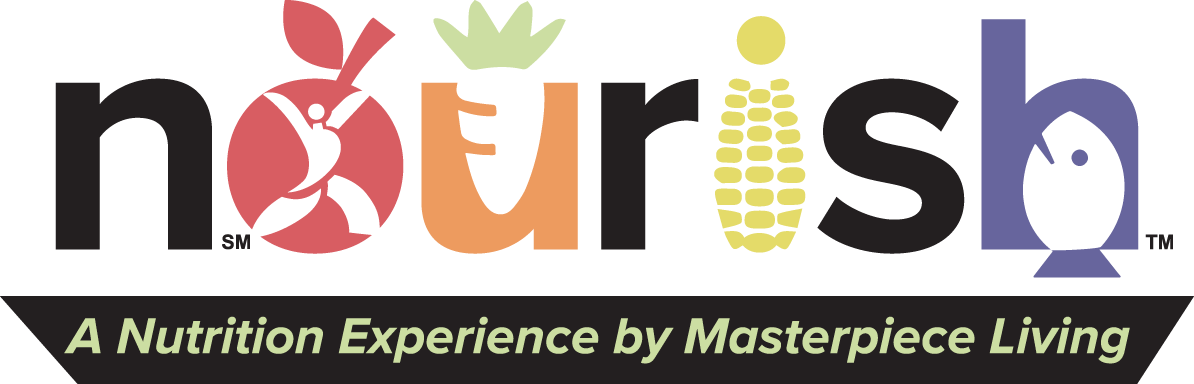 nourish
SM
TM
A Nutrition Experience by Masterpiece Living